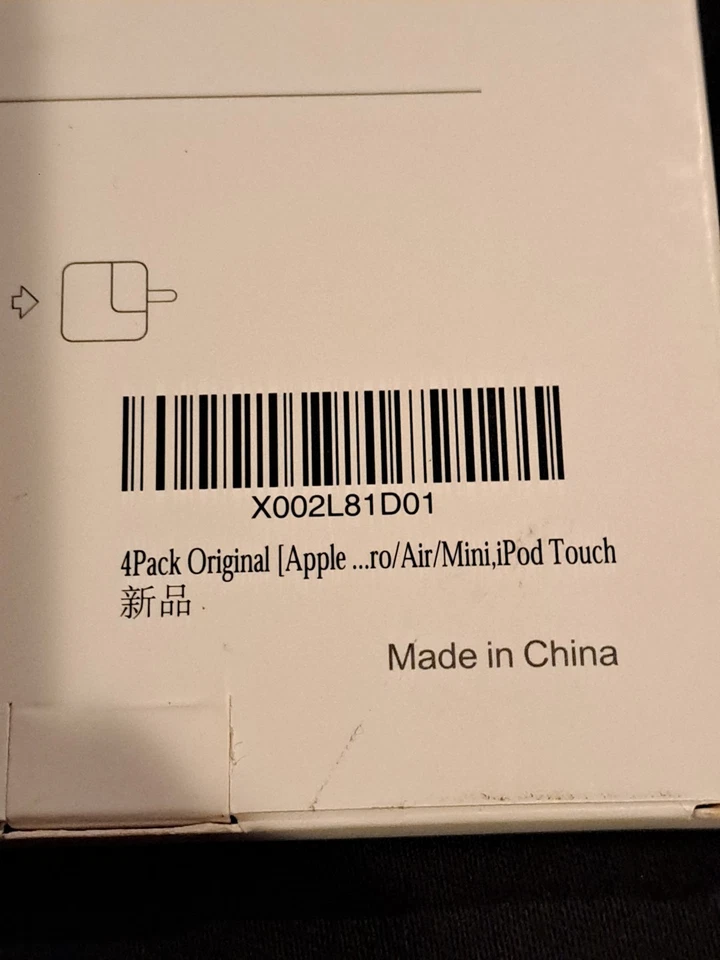 X002L81D01
4Pack Original [Apple ...ro/Air/Mini,iPod Touch
新品
Made in China